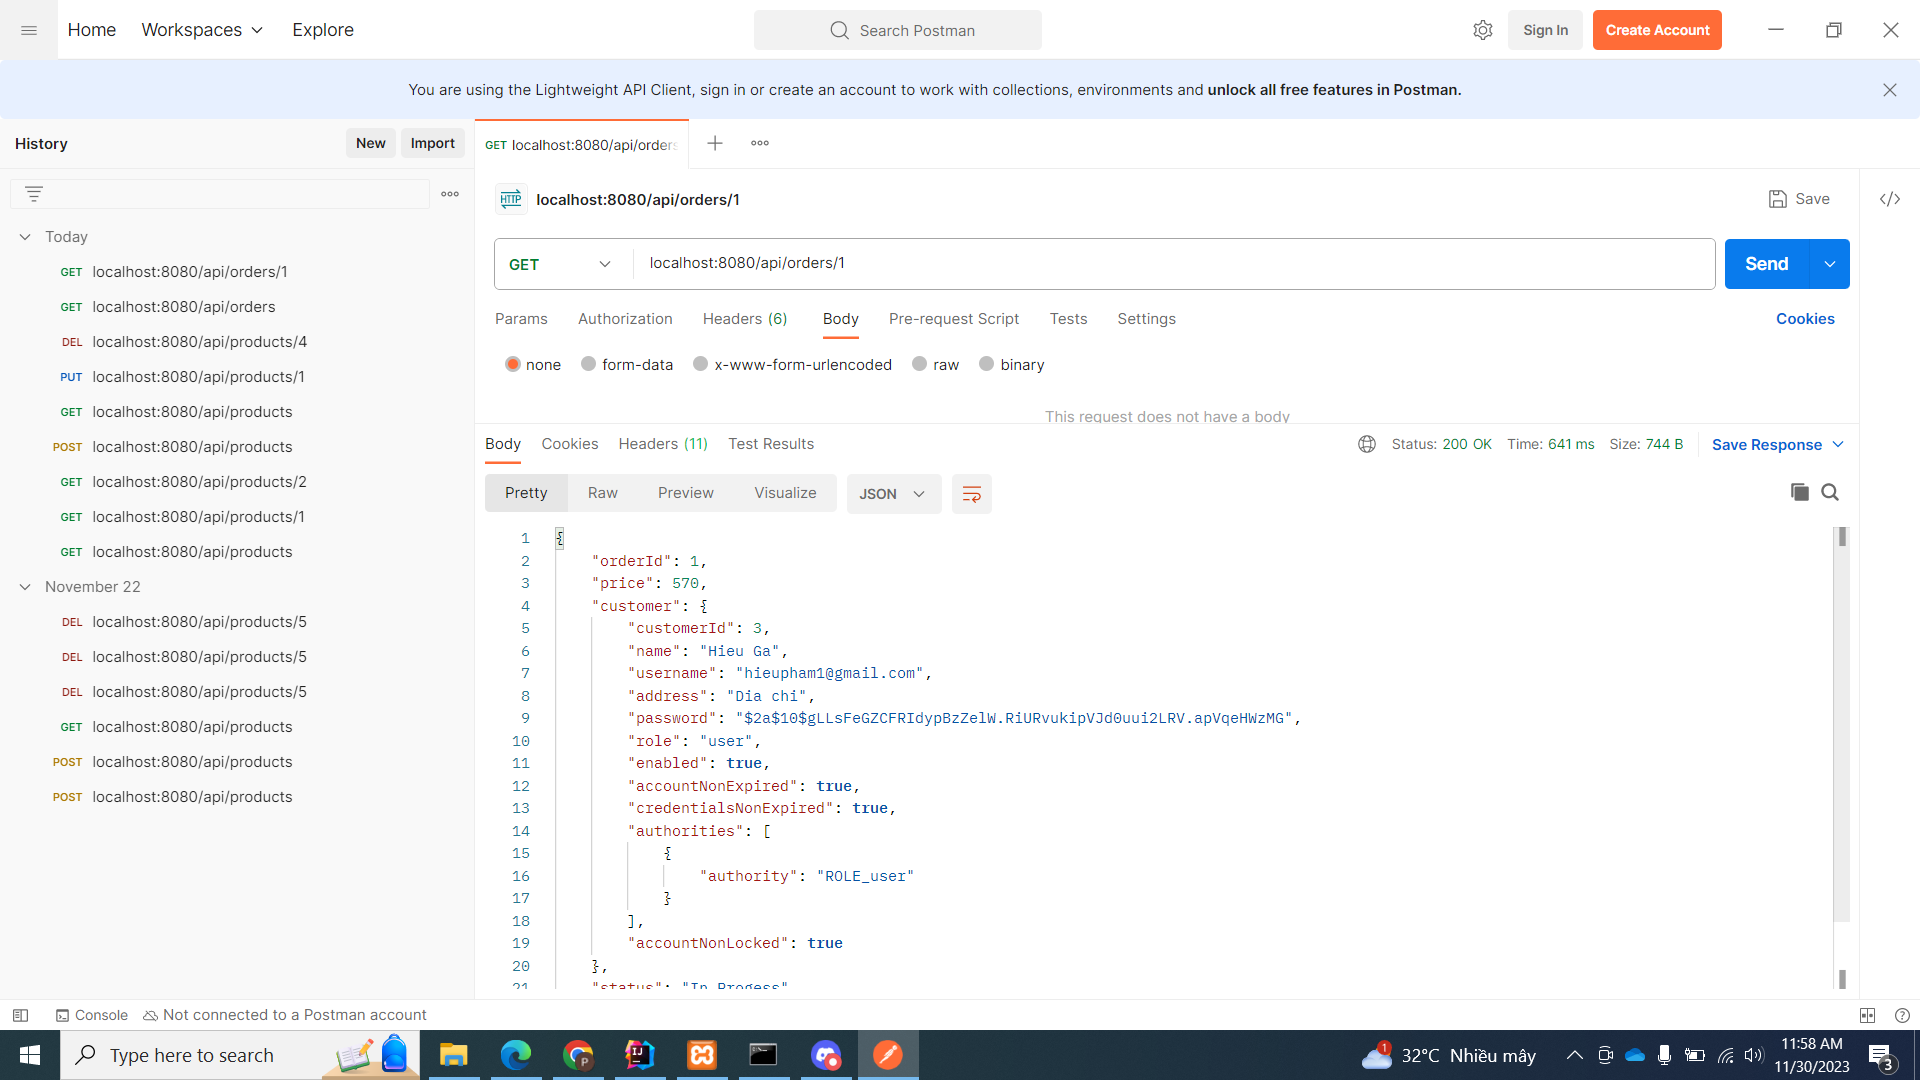 Home
Workspaces
Explore
Search Postman
Sign In
Create Account
You are using the Lightweight API Client, sign in or create an account to work with collections, environments and unlock all free features in Postman.
History
New
Import
GET localhost:8080/api/orders
HTTP
localhost:8080/api/orders/1
Save
Today
GET localhost:8080/api/orders/1
GET localhost:8080/api/orders
DEL localhost:8080/api/products/4
PUT localhost:8080/api/products/1
GET localhost:8080/api/products
POST localhost:8080/api/products
GET localhost:8080/api/products/2
GET localhost:8080/api/products/1
GET localhost:8080/api/products
November 22
DEL localhost:8080/api/products/5
DEL localhost:8080/api/products/5
DEL localhost:8080/api/products/5
GET localhost:8080/api/products
POST localhost:8080/api/products
POST localhost:8080/api/products
GET
localhost:8080/api/orders/1
Send
Params
Authorization
Headers (6)
Body
Pre-request Script
Tests
Settings
Cookies
none
form-data
x-www-form-urlencoded
raw
binary
This request does not have a body
Body
Cookies
Headers (11)
Test Results
Status: 200 OK
Time: 641 ms
Size: 744 B
Save Response
Pretty
Raw
Preview
Visualize
JSON
1 {
2 "orderId": 1,
3 "price": 570,
4 "customer": {
5 "customerId": 3,
6 "name": "Hieu Ga",
7 "username": "hieupham1@gmail.com",
8 "address": "Dia chi",
9 "password": "$2a$10$gLLsFeGZCFRIdypBzZelW.RiURvukipVJd0uui2LRV.apVqeHWzMG",
10 "role": "user",
11 "enabled": true,
12 "accountNonExpired": true,
13 "credentialsNonExpired": true,
14 "authorities": [
15 {
16 "authority": "ROLE_user"
17 }
18 ],
19 "accountNonLocked": true
20 },
21 "status": "In Progess"
Console
Not connected to a Postman account
Type here to search
1
32°C Nhiều mây
11:58 AM
11/30/2023
3